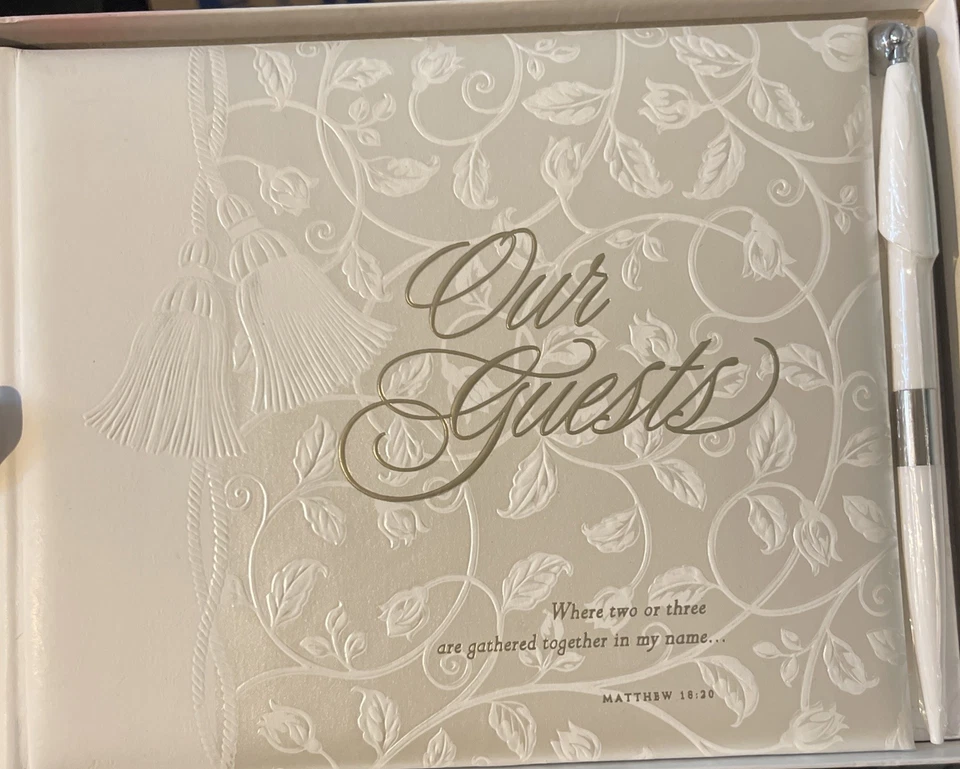 Our
Guests
Where two or three
are gathered together in my name...
MATTHEW 18:20